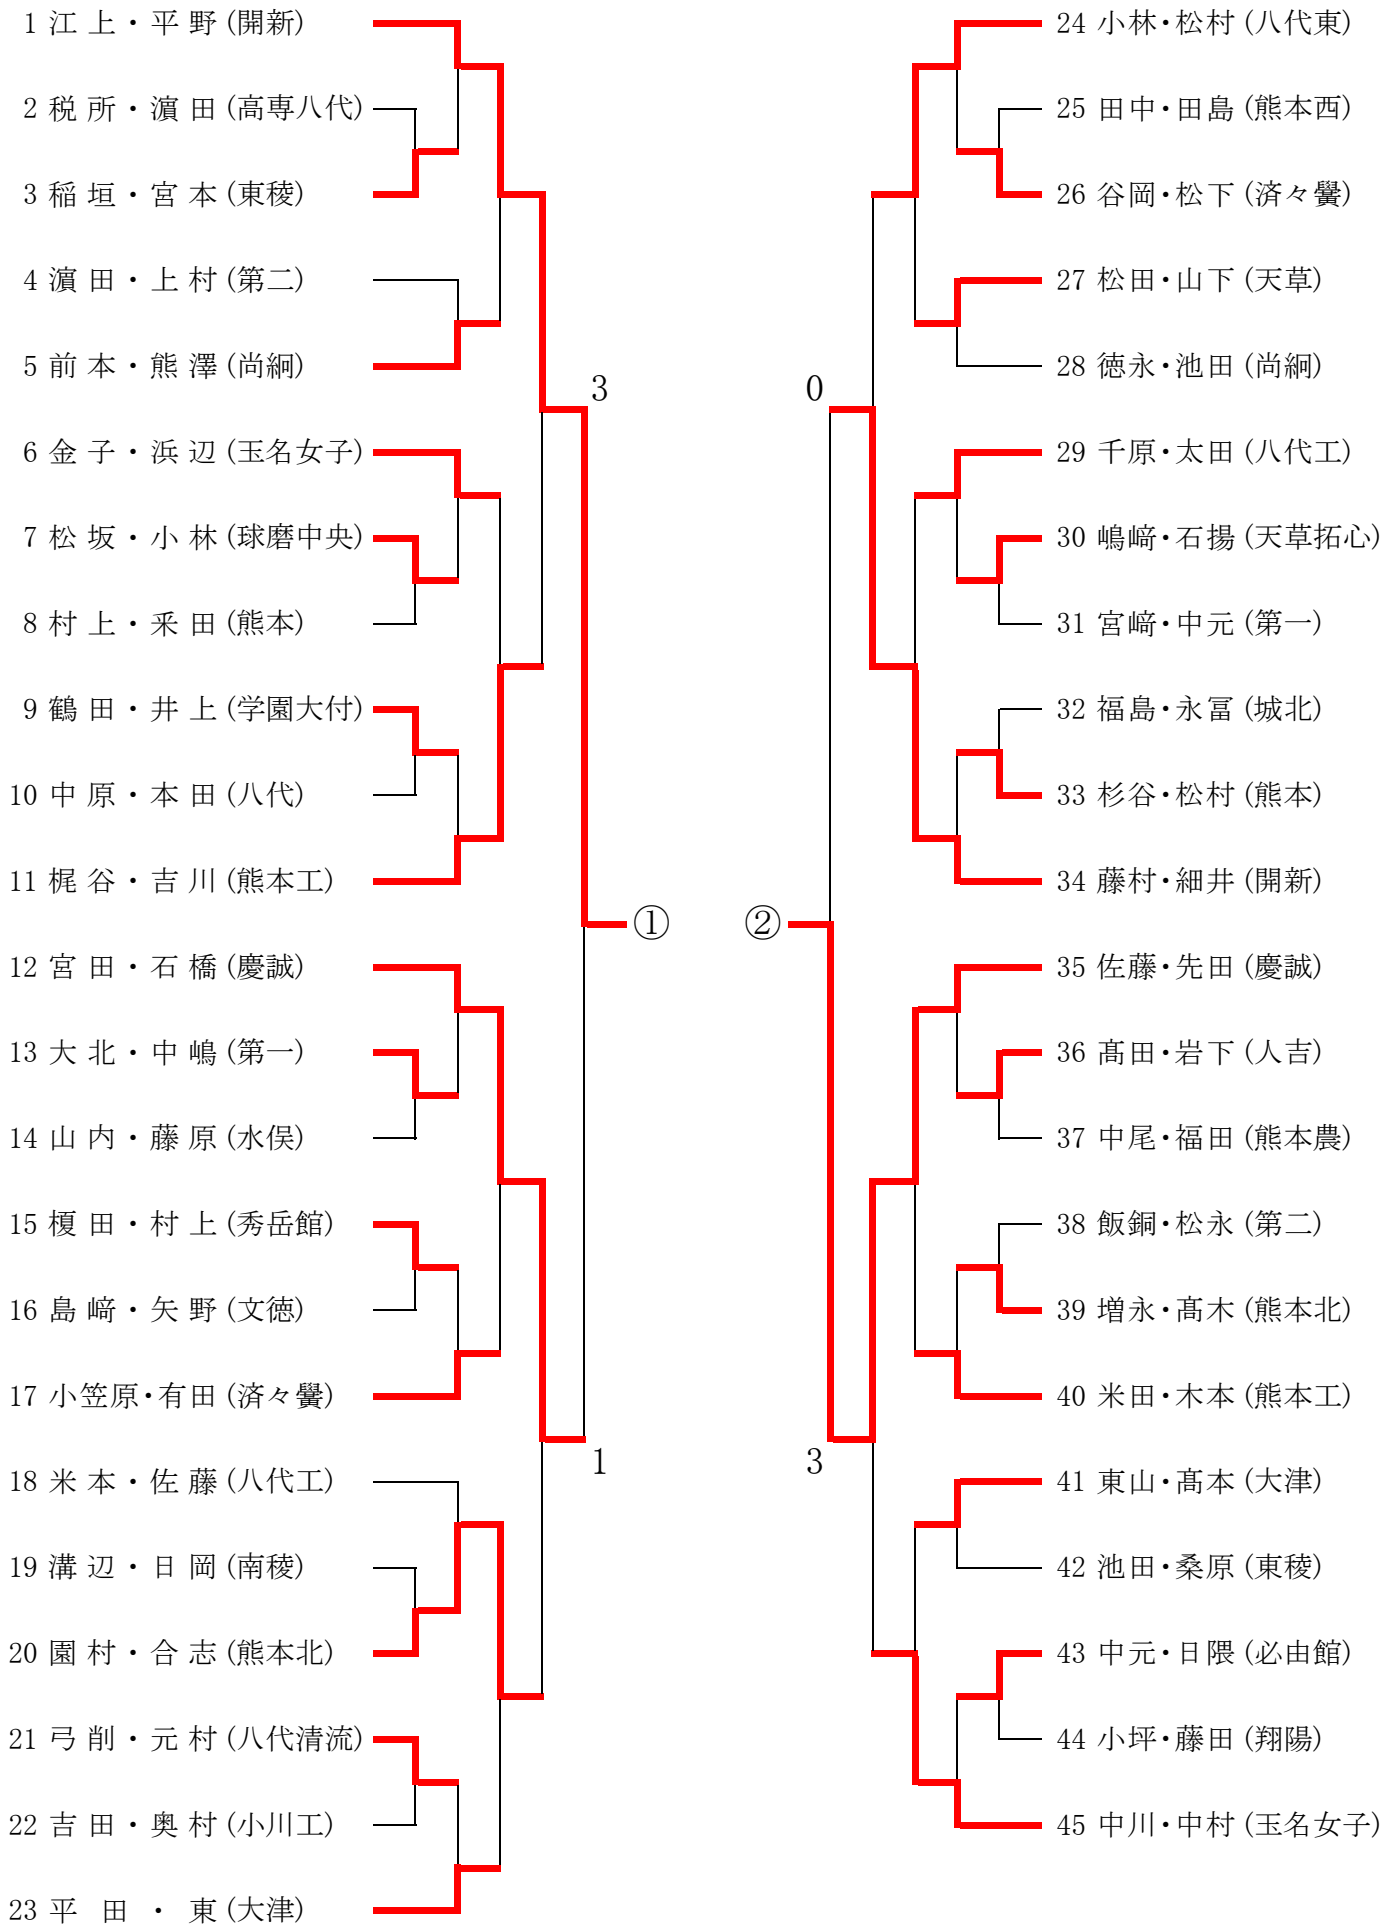 1 江上・平野 (開新)
2 税所・濵田 (高専八代)
3 稲垣・宮本 (東稜)
4 濵田・上村 (第二)
5 前本・熊澤 (尚絅)
3
6 金子・浜辺 (玉名女子)
7 松坂・小林 (球磨中央)
8 村上・釆田 (熊本)
9 鶴田・井上 (学園大付)
10 中原・本田 (八代)
11 梶谷・吉川 (熊本工)
①
12 宮田・石橋 (慶誠)
13 大北・中嶋 (第一)
14 山内・藤原 (水俣)
15 榎田・村上 (秀岳館)
16 島﨑・矢野 (文徳)
17 小笠原・有田 (済々黌)
1
18 米本・佐藤 (八代工)
19 溝辺・日岡 (南稜)
20 園村・合志 (熊本北)
21 弓削・元村 (八代清流)
22 吉田・奥村 (小川工)
23 平田・東 (大津)
24 小林・松村 (八代東)
25 田中・田島 (熊本西)
26 谷岡・松下 (済々黌)
27 松田・山下 (天草)
28 徳永・池田 (尚絅)
0
29 千原・太田 (八代工)
30 嶋﨑・石揚 (天草拓心)
31 宮﨑・中元 (第一)
32 福島・永冨 (城北)
33 杉谷・松村 (熊本)
34 藤村・細井 (開新)
②
35 佐藤・先田 (慶誠)
36 髙田・岩下 (人吉)
37 中尾・福田 (熊本農)
38 飯銅・松永 (第二)
39 増永・髙木 (熊本北)
40 米田・木本 (熊本工)
3
41 東山・髙本 (大津)
42 池田・桑原 (東稜)
43 中元・日隈 (必由館)
44 小坪・藤田 (翔陽)
45 中川・中村 (玉名女子)